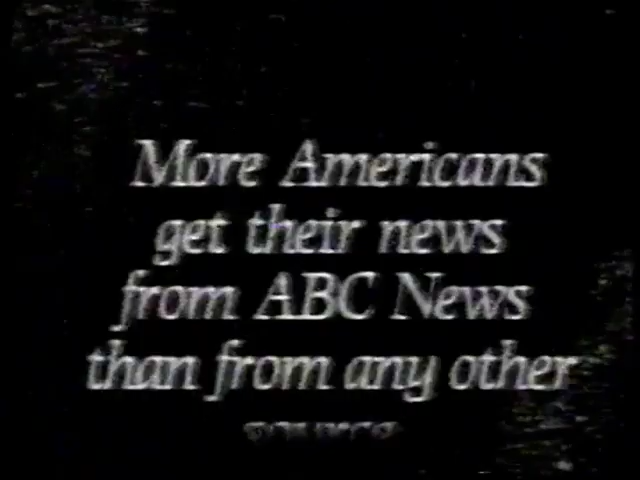 More Americans
get their news
from ABC News
than from any other